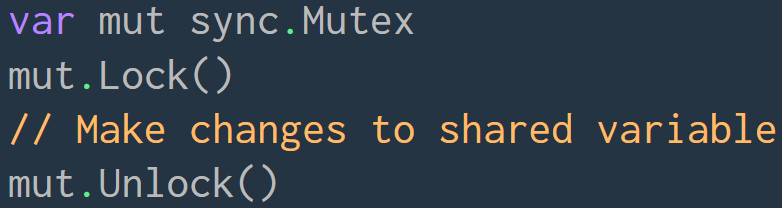 var mut sync.Mutex
mut.Lock()
// Make changes to shared variable
mut.Unlock()